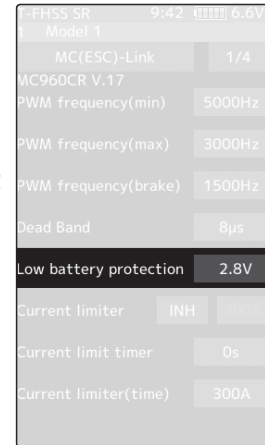 T-FHSS SR 9:42 6.6V
1 Model 1
MC(ESC)-Link 1/4
MC960CR V.17
PWM frequency(min) 5000Hz
PWM frequency(max) 3000Hz
PWM frequency(brake) 1500Hz
Dead Band 8µs
Low battery protection 2.8V
Current limiter INH
Current limit timer 0s
Current limiter(time) 300A